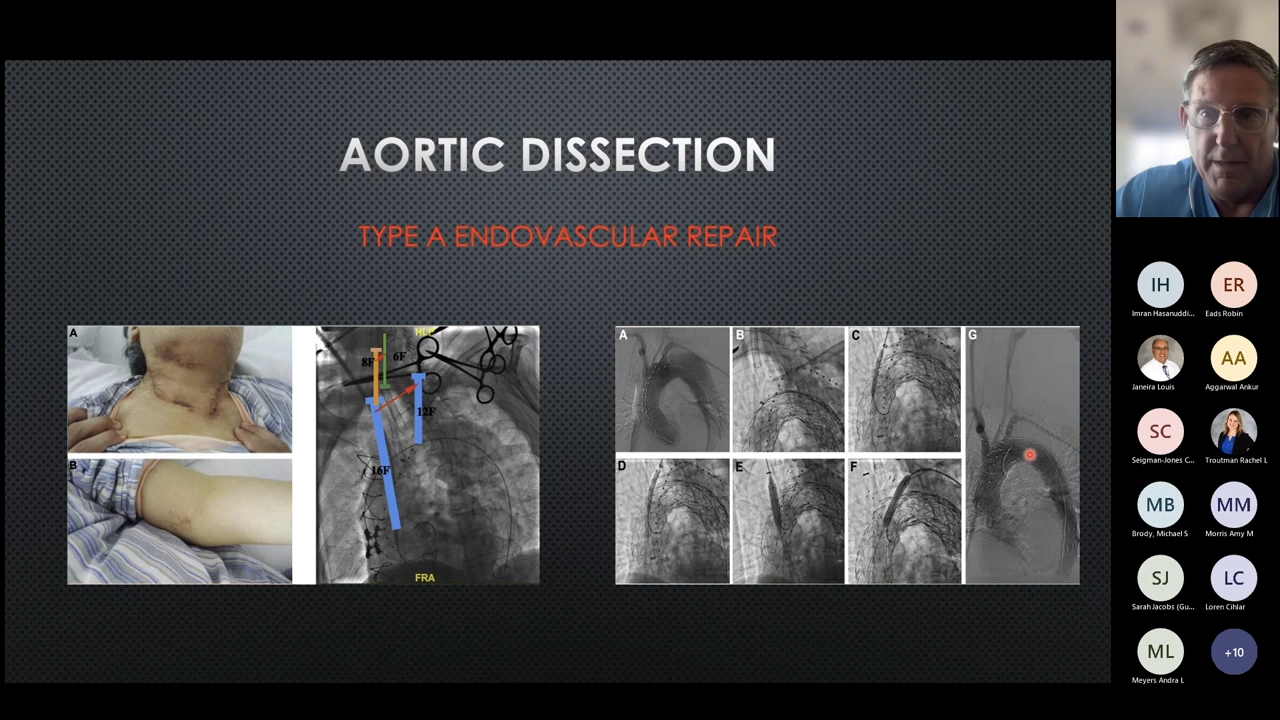 AORTIC DISSECTION
TYPE A ENDOVASCULAR REPAIR
A
B
8F
6F
12F
16F
FRA
A
B
C
G
D
E
F
IH
ER
Imran Hasanuddi...
Eads Robin
AA
Janeira Louis
Aggarwal Ankur
SC
Seigman-Jones C...
Troutman Rachel L
MB
MM
Brody, Michael S
Morris Amy M
SJ
LC
Sarah Jacobs (Gu...
Loren Cihlar
ML
+10
Meyers Andra L